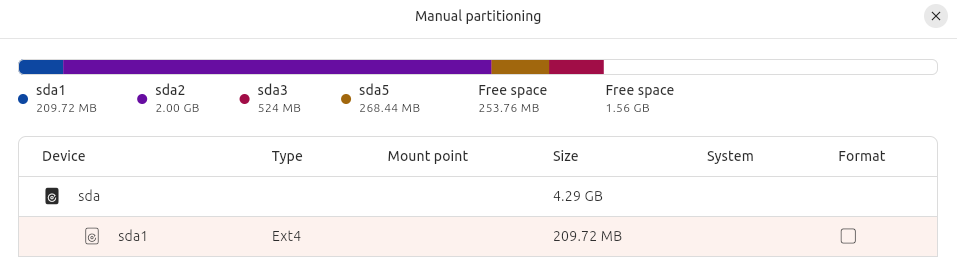 Manual partitioning
sda1 sda2 sda3 sda5 Free space Free space
209.72 MB 2.00 GB 524 MB 268.44 MB 253.76 MB 1.56 GB
Device Type Mount point Size System Format
sda 4.29 GB
sda1 Ext4 209.72 MB